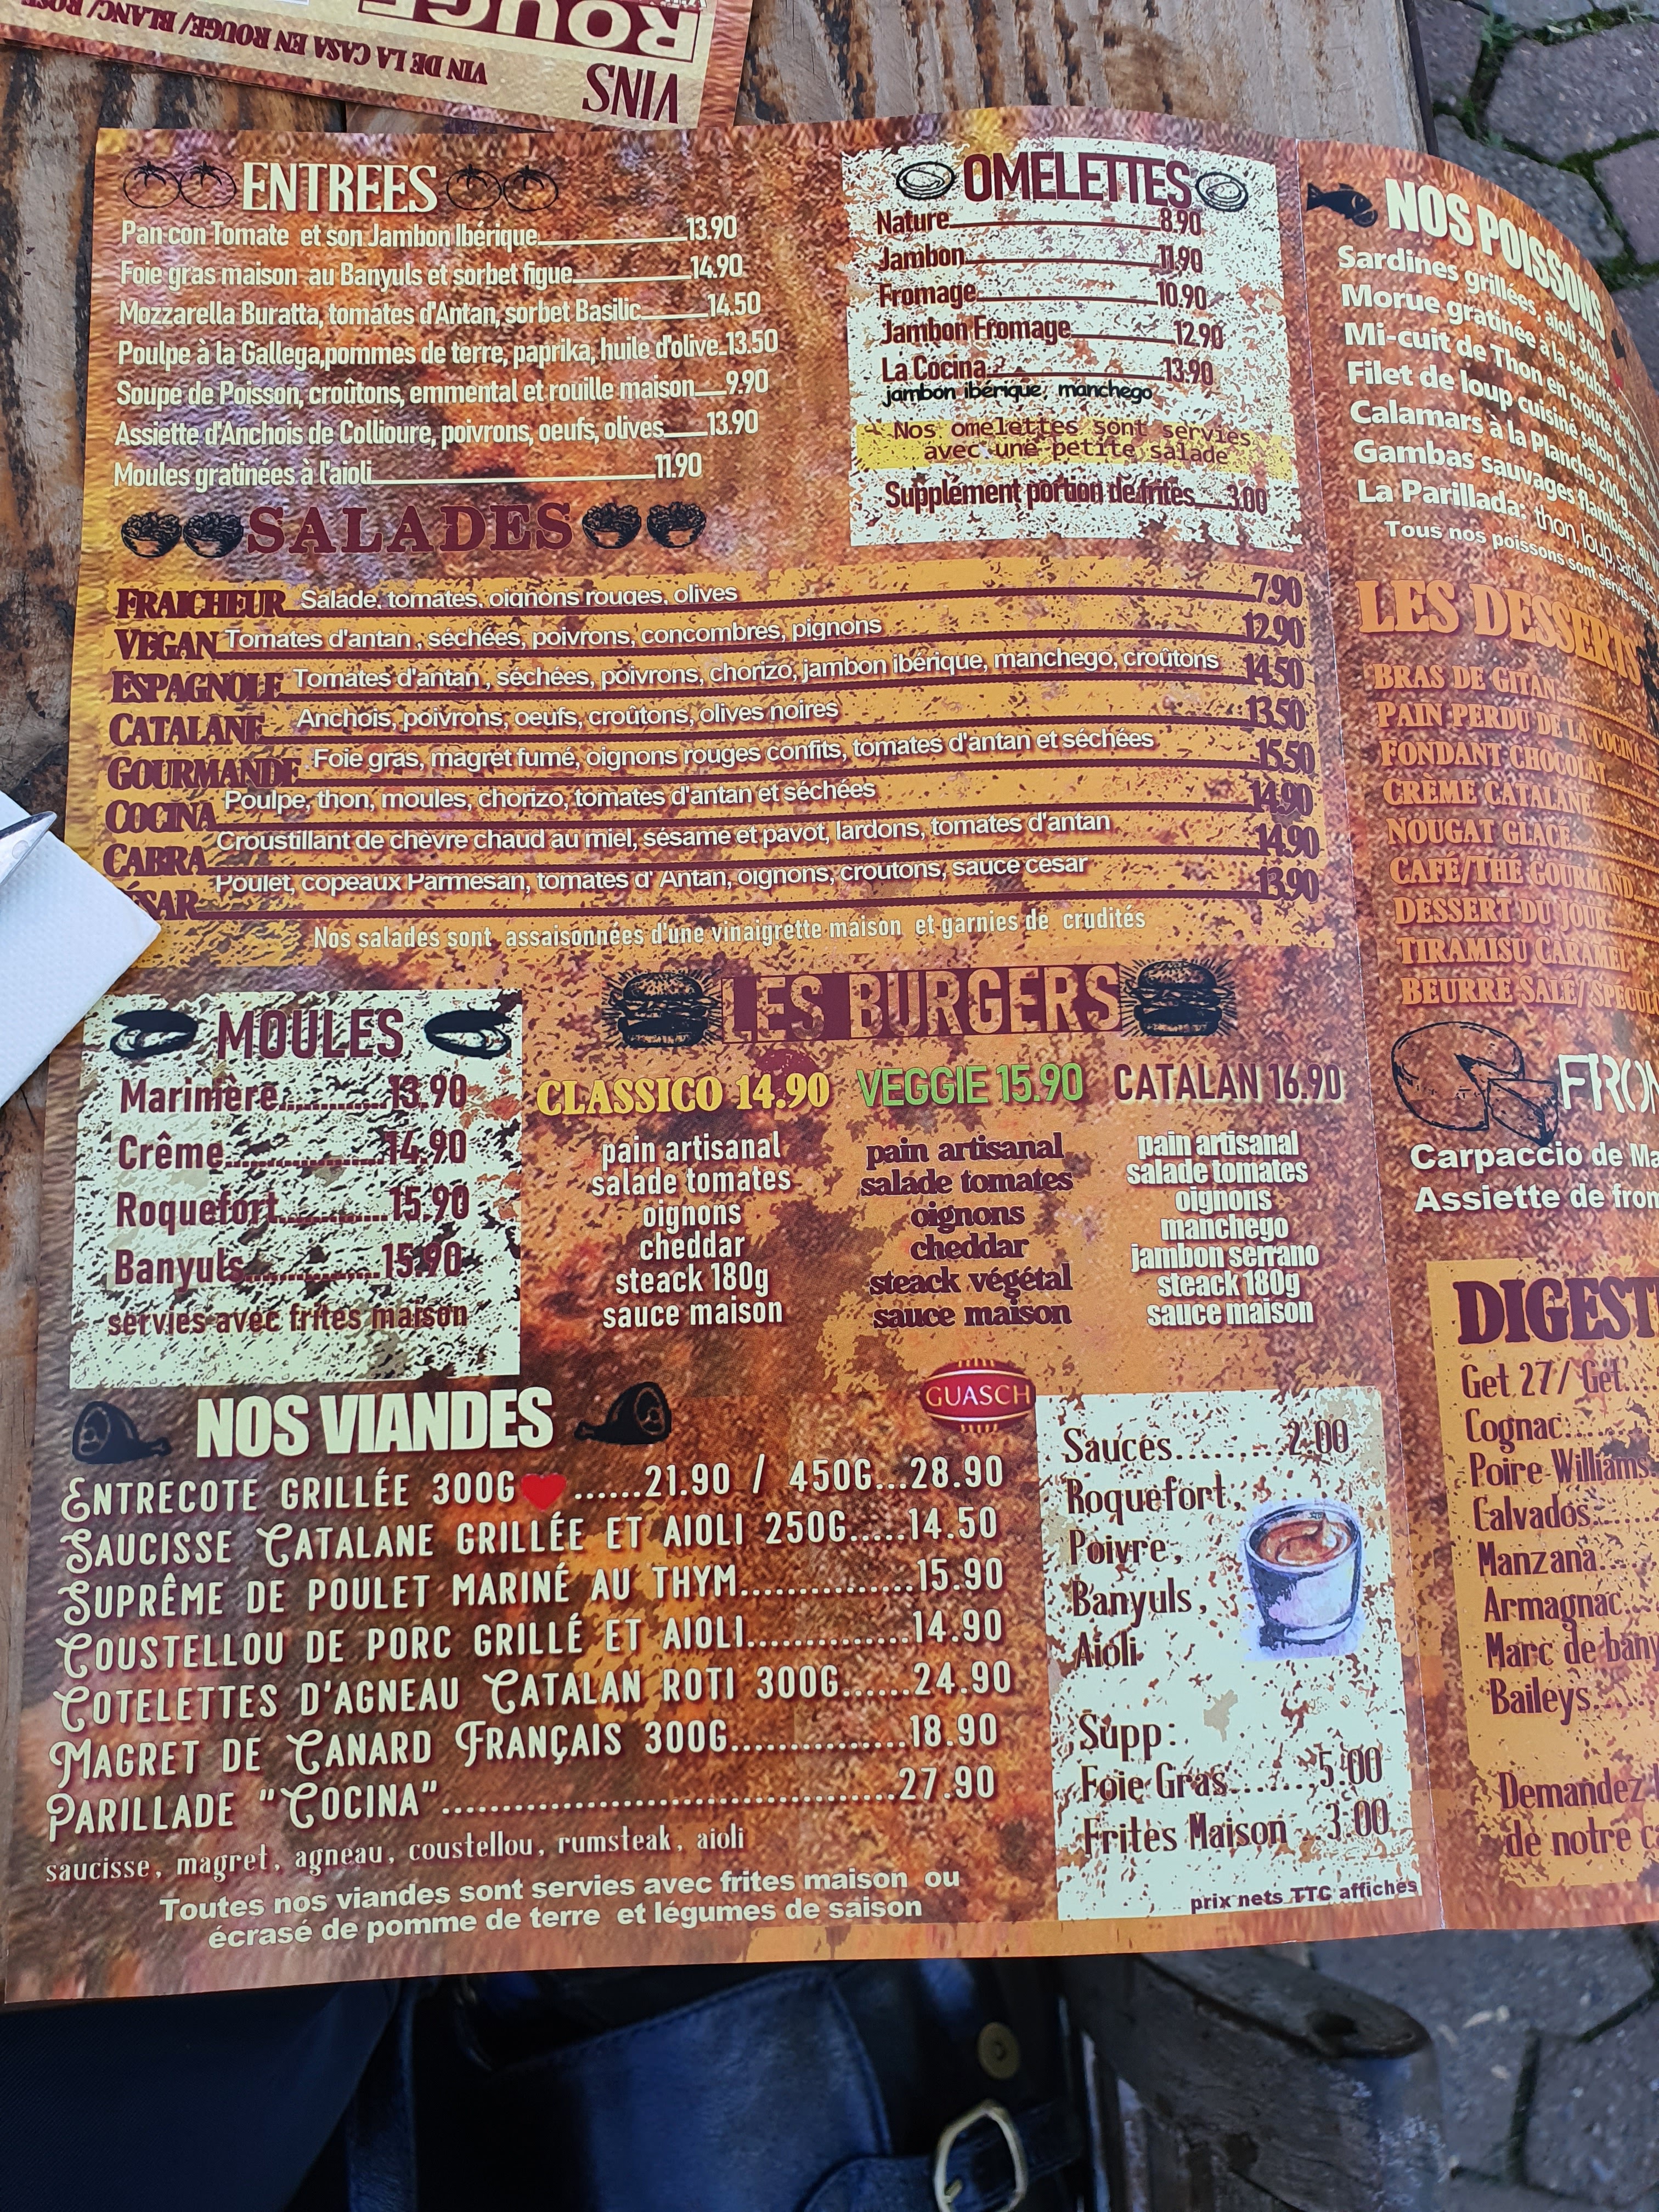 VIN DE LA CASA EN ROUGE/ BLANC/ ROSE
ROUGE
VINS
ENTREES
Pan con Tomate et son Jambon Ibérique 13.90
Foie gras maison au Banyuls et sorbet figue 14.90
Mozzarella Buratta, tomates d'Antan, sorbet Basilic 14.50
Poulpe à la Gallega,pommes de terre, paprika, huile d'olive 13.50
Soupe de Poisson, croûtons, emmental et rouille maison 9.90
Assiette d'Anchois de Collioure, poivrons, oeufs, olives 13.90
Moules gratinées à l'aioli 11.90
OMELETTES
Nature 8.90
Jambon 11.90
Fromage 10.90
Jambon Fromage 12.90
La Cocina 13.90
jambon ibérique, manchego
Nos omelettes sont servies
avec une petite salade
Supplément portion de frites 3.00
SALADES
FRAICHEUR Salade, tomates, oignons rouges, olives 7.90
VEGAN Tomates d'antan, séchées, poivrons, concombres, pignons 12.90
ESPAGNOLE Tomates d'antan, séchées, poivrons, chorizo, jambon ibérique, manchego, croûtons 14.50
CATALANE Anchois, poivrons, oeufs, croûtons, olives noires 13.50
GOURMANDE Foie gras, magret fumé, oignons rouges confits, tomates d'antan et séchées 15.50
COCINA Poulpe, thon, moules, chorizo, tomates d'antan et séchées 14.90
CABRA Croustillant de chèvre chaud au miel, sésame et pavot, lardons, tomates d'antan 14.90
ÉSAR Poulet, copeaux Parmesan, tomates d' Antan, oignons, croutons, sauce cesar 13.90
Nos salades sont assaisonnées d'une vinaigrette maison et garnies de crudités
MOULES
Marinière 13.90
Crême 14.90
Roquefort 15.90
Banyuls 15.90
servies avec frites maison
LES BURGERS
CLASSICO 14.90
pain artisanal
salade tomates
oignons
cheddar
steack 180g
sauce maison
VEGGIE 15.90
pain artisanal
salade tomates
oignons
cheddar
steack végétal
sauce maison
CATALAN 16.90
pain artisanal
salade tomates
oignons
manchego
jambon serrano
steack 180g
sauce maison
NOS VIANDES
GUASCH
ENTRECOTE GRILLÉE 300G ......21.90 / 450G...28.90
SAUCISSE CATALANE GRILLÉE ET AIOLI 250G.....14.50
SUPRÊME DE POULET MARINÉ AU THYM...............15.90
COUSTELLOU DE PORC GRILLÉ ET AIOLI..............14.90
COTELETTES D'AGNEAU CATALAN ROTI 300G......24.90
MAGRET DE CANARD FRANÇAIS 300G...............18.90
PARILLADE "COCINA".......................................27.90
saucisse, magret, agneau, coustellou, rumsteak, aioli
Toutes nos viandes sont servies avec frites maison ou
écrasé de pomme de terre et légumes de saison
Sauces........2.00
Roquefort,
Poivre,
Banyuls,
Aïoli
Supp:
Foie Gras.......5.00
Frites Maison...3.00
prix nets TTC affichés
NOS POISSONS
Sardines grillées, aioli 300g
Morue gratinée à la soubressade
Mi-cuit de Thon en croûte de
Filet de loup cuisiné selon le
Calamars à la Plancha 200g
Gambas sauvages flambées au
La Parillada: thon, loup, sardines
Tous nos poissons sont servis avec
LES DESSERTS
BRAS DE GITAN
PAIN PERDU DE LA COCINA
FONDANT CHOCOLAT
CRÈME CATALANE
NOUGAT GLACÉ
CAFÉ/THÉ GOURMAND
DESSERT DU JOUR
TIRAMISU CARAMEL
BEURRE SALÉ/ SPECUL
FROM
Carpaccio de Ma
Assiette de from
DIGEST
Get 27/ Get
Cognac
Poire Williams
Calvados
Manzana
Armagnac
Marc de bany
Baileys
Demandez
de notre ca